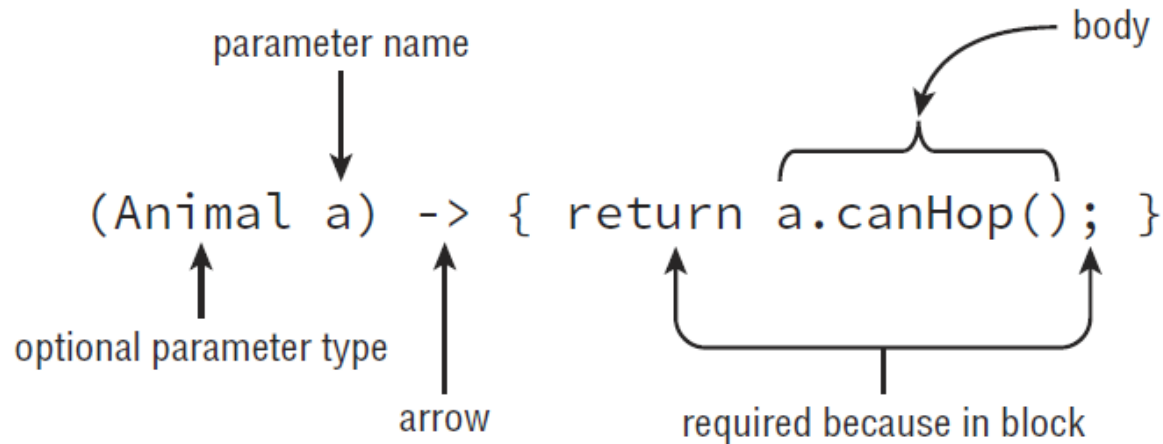 parameter name
body
(Animal a) -> { return a.canHop(); }
optional parameter type
arrow
required because in block